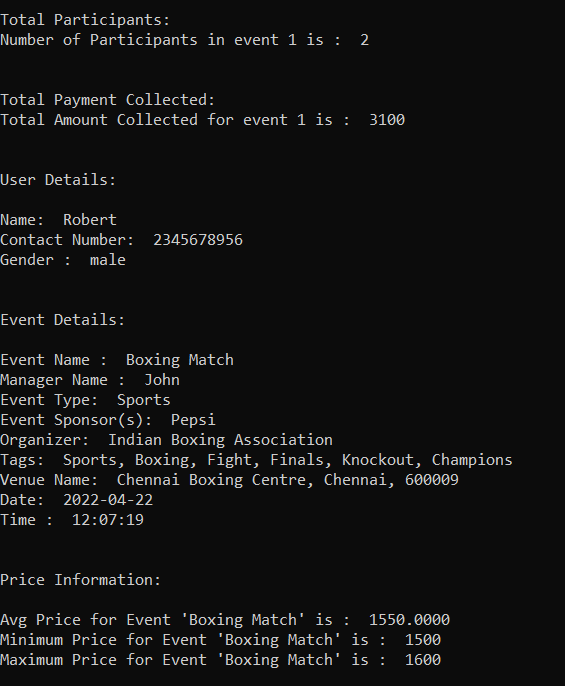 Total Participants:
Number of Participants in event 1 is :  2
Total Payment Collected:
Total Amount Collected for event 1 is :  3100
User Details:
Name:  Robert
Contact Number:  2345678956
Gender :  male
Event Details:
Event Name :  Boxing Match
Manager Name :  John
Event Type:  Sports
Event Sponsor(s):  Pepsi
Organizer:  Indian Boxing Association
Tags:  Sports, Boxing, Fight, Finals, Knockout, Champions
Venue Name:  Chennai Boxing Centre, Chennai, 600009
Date:  2022-04-22
Time :  12:07:19
Price Information:
Avg Price for Event 'Boxing Match' is :  1550.0000
Minimum Price for Event 'Boxing Match' is :  1500
Maximum Price for Event 'Boxing Match' is :  1600